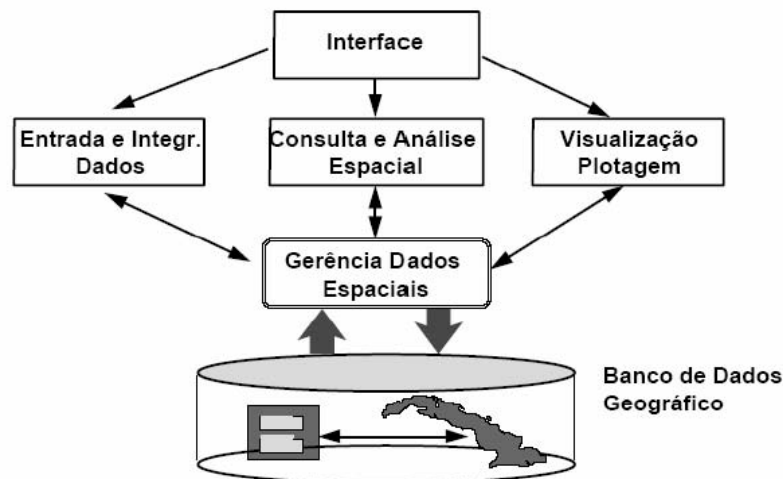 Interface
Entrada e Integr.
Dados
Consulta e Análise
Espacial
Visualização
Plotagem
Gerência Dados
Espaciais
Banco de Dados
Geográfico